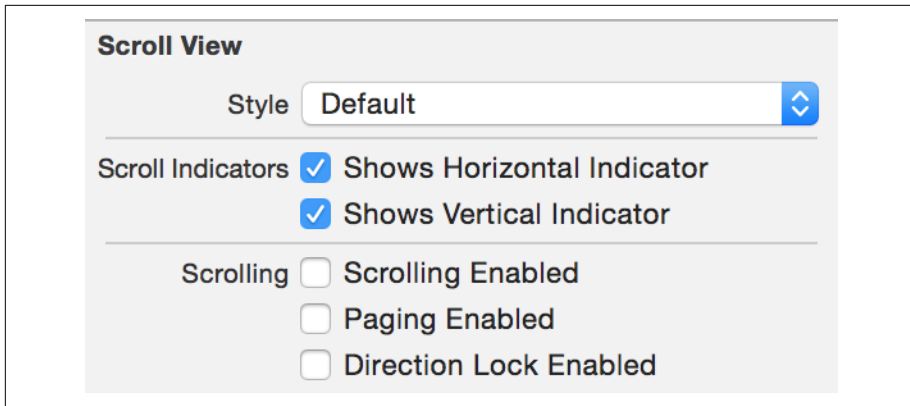 Scroll View
Style Default
Scroll Indicators Shows Horizontal Indicator
Shows Vertical Indicator
Scrolling Scrolling Enabled
Paging Enabled
Direction Lock Enabled